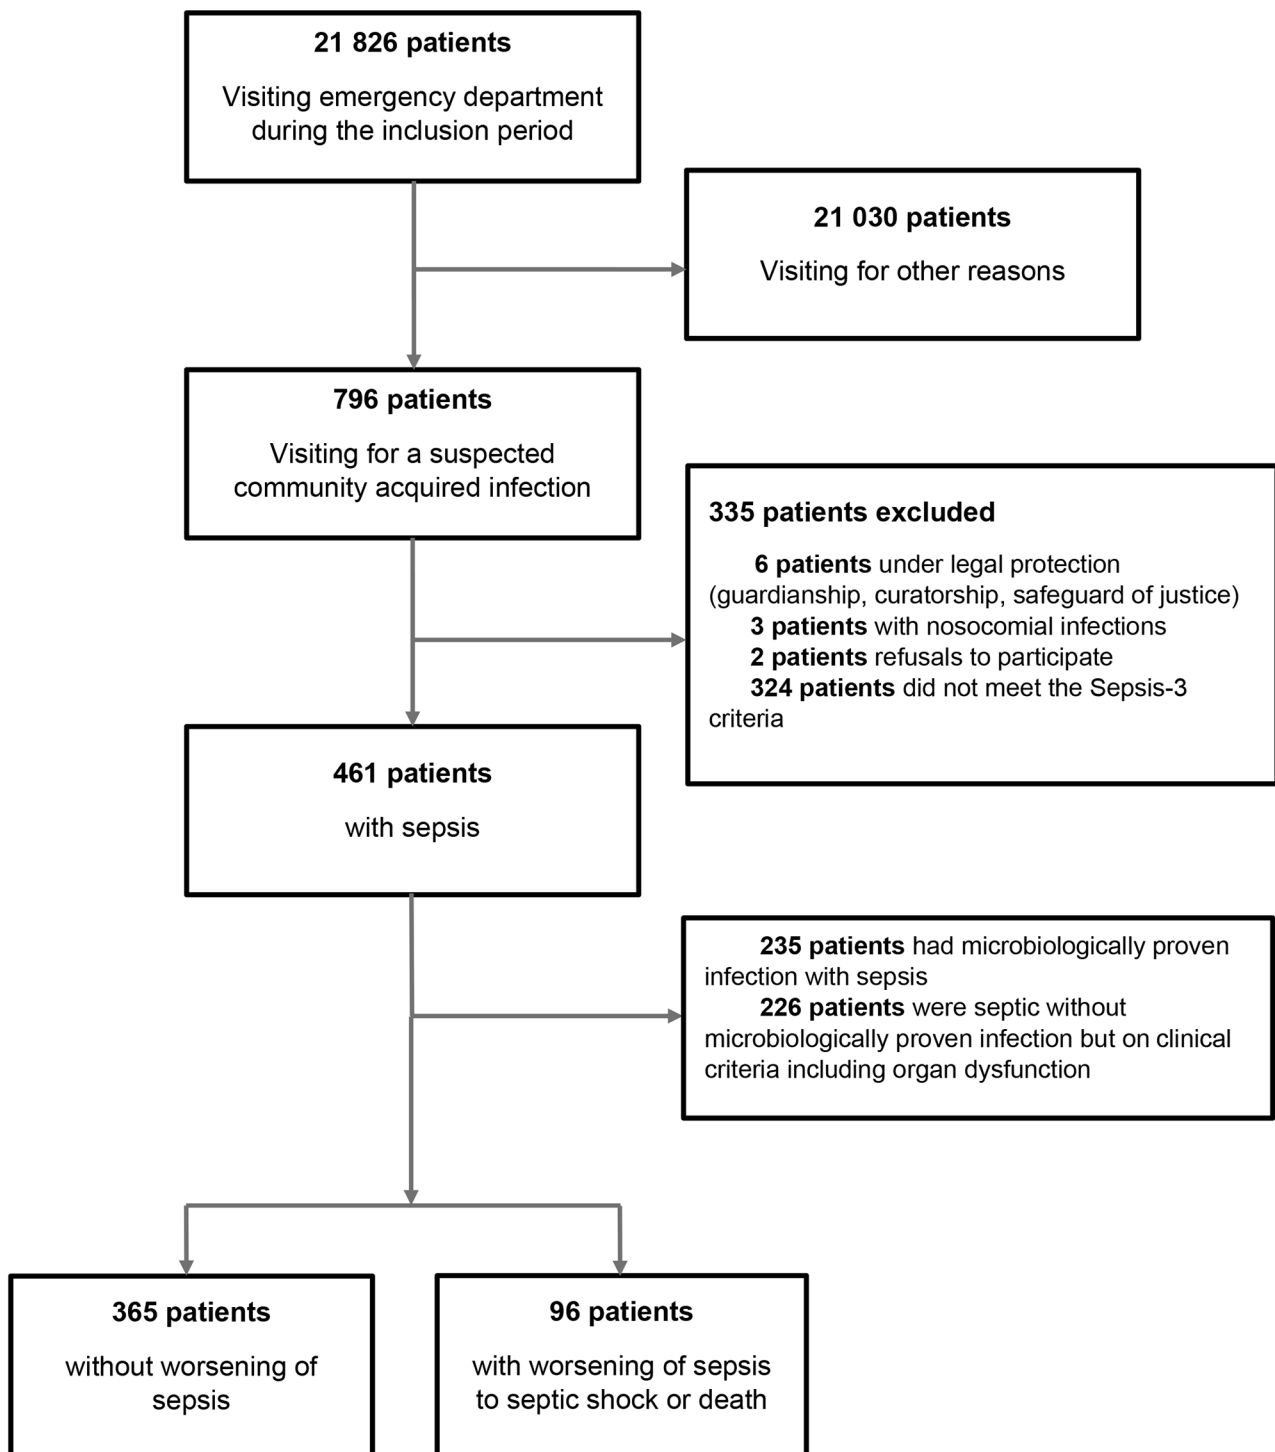 21 826 patients
Visiting emergency department
during the inclusion period
21 030 patients
Visiting for other reasons
796 patients
Visiting for a suspected
community acquired infection
335 patients excluded
6 patients under legal protection
(guardianship, curatorship, safeguard of justice)
3 patients with nosocomial infections
2 patients refusals to participate
324 patients did not meet the Sepsis-3
criteria
461 patients
with sepsis
235 patients had microbiologically proven
infection with sepsis
226 patients were septic without
microbiologically proven infection but on clinical
criteria including organ dysfunction
365 patients
without worsening of
sepsis
96 patients
with worsening of sepsis
to septic shock or death